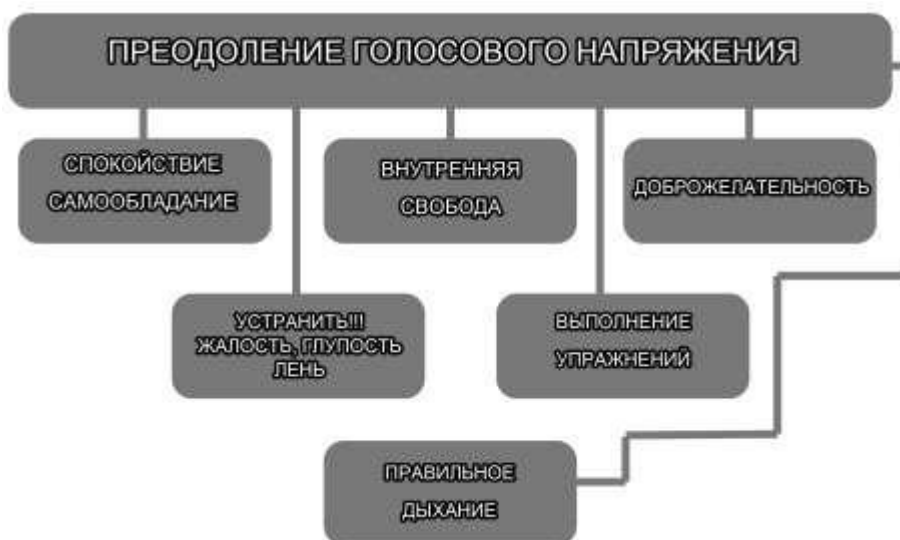 ПРЕОДОЛЕНИЕ ГОЛОСОВОГО НАПРЯЖЕНИЯ
СПОКОЙСТВИЕ
САМООБЛАДАНИЕ
ВНУТРЕННЯЯ
СВОБОДА
ДОБРОЖЕЛАТЕЛЬНОСТЬ
УСТРАНИТЬ!!!
ЖАЛОСТЬ, ГЛУПОСТЬ
ЛЕНЬ
ВЫПОЛНЕНИЕ
УПРАЖНЕНИЙ
ПРАВИЛЬНОЕ
ДЫХАНИЕ